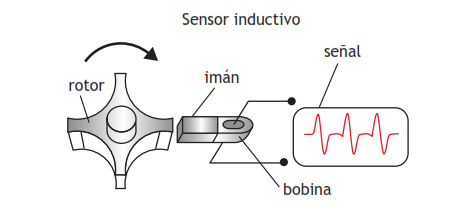 Sensor inductivo
señal
imán
rotor
bobina